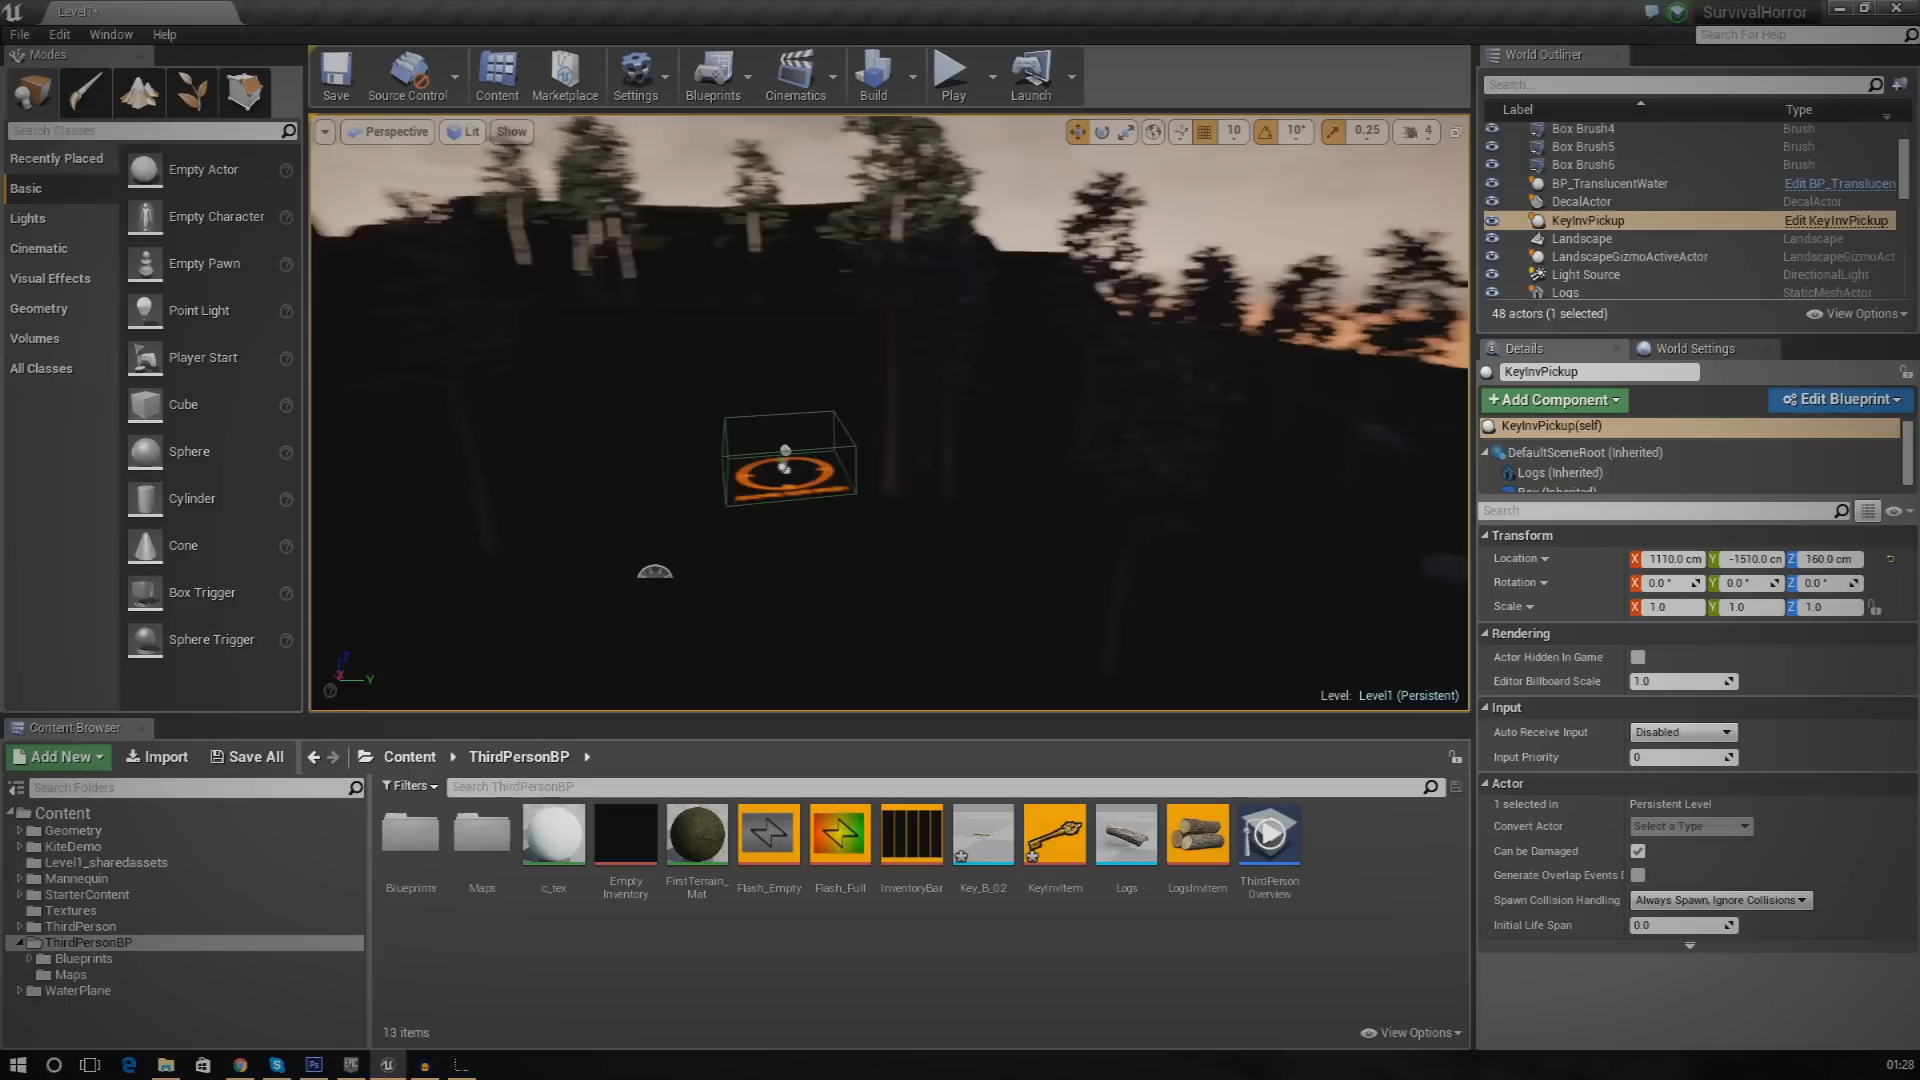 Level1*
SurvivalHorror
File Edit Window Help
Search For Help
Modes
Save
Source Control
Content
Marketplace
Settings
Blueprints
Cinematics
Build
Play
Launch
Search Classes
Recently Placed
Basic
Lights
Cinematic
Visual Effects
Geometry
Volumes
All Classes
Empty Actor
Empty Character
Empty Pawn
Point Light
Player Start
Cube
Sphere
Cylinder
Cone
Box Trigger
Sphere Trigger
Perspective Lit Show
10 10° 0.25 4
Z
X Y
Level: Level1 (Persistent)
World Outliner
Search...
Label Type
Box Brush4 Brush
Box Brush5 Brush
Box Brush6 Brush
BP_TranslucentWater Edit BP_Translucen
DecalActor DecalActor
KeyInvPickup Edit KeyInvPickup
Landscape Landscape
LandscapeGizmoActiveActor LandscapeGizmoAct
Light Source DirectionalLight
Logs StaticMeshActor
48 actors (1 selected) View Options
Details World Settings
KeyInvPickup
+Add Component Edit Blueprint
KeyInvPickup(self)
DefaultSceneRoot (Inherited)
Logs (Inherited)
Box (Inherited)
Search
Transform
Location X 1110.0 cm Y -1510.0 cm Z 160.0 cm
Rotation X 0.0 ° Y 0.0 ° Z 0.0 °
Scale X 1.0 Y 1.0 Z 1.0
Rendering
Actor Hidden In Game
Editor Billboard Scale 1.0
Input
Auto Receive Input Disabled
Input Priority 0
Actor
1 selected in Persistent Level
Convert Actor Select a Type
Can be Damaged
Generate Overlap Events D
Spawn Collision Handling Always Spawn, Ignore Collisions
Initial Life Span 0.0
Content Browser
Add New Import Save All Content ThirdPersonBP
Search Folders
Filters Search ThirdPersonBP
Content
Geometry
KiteDemo
Level1_sharedassets
Mannequin
StarterContent
Textures
ThirdPerson
ThirdPersonBP
Blueprints
Maps
WaterPlane
Blueprints
Maps
c_tex
Empty
Inventory
FirstTerrain_
Mat
Flash_Empty
Flash_Full
InventoryBar
Key_B_02
KeyInvItem
Logs
LogsInvItem
ThirdPerson
Overview
13 items View Options
01:28